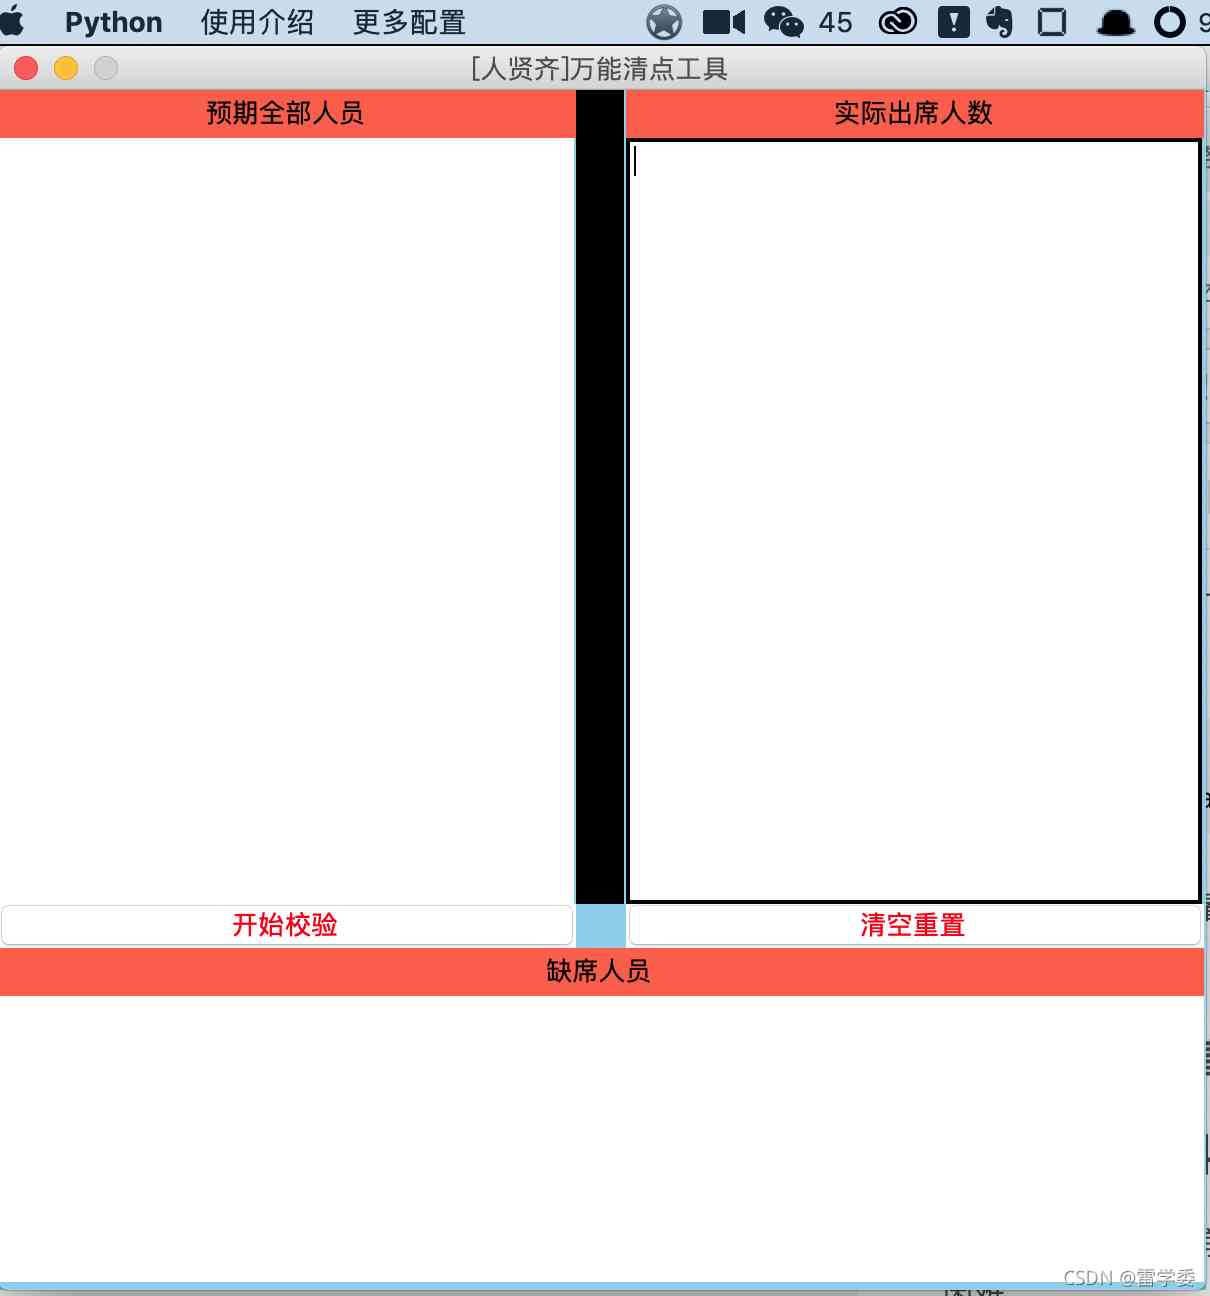 Python 使用介绍 更多配置 45
[人贤齐]万能清点工具
预期全部人员 实际出席人数
开始校验 清空重置
缺席人员
CSDN @雷学委